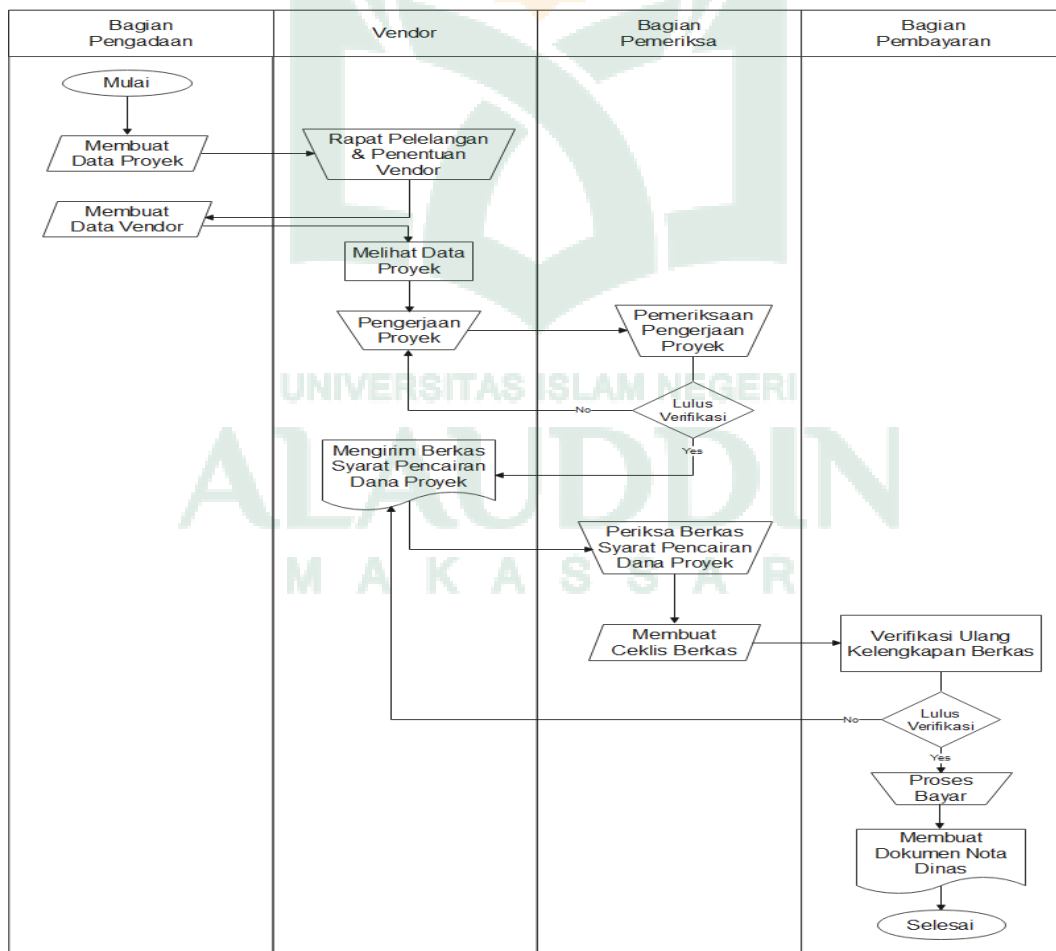 Bagian
Pengadaan
Vendor
Bagian
Pemeriksa
Bagian
Pembayaran
Mulai
Membuat
Data Proyek
Rapat Pelelangan
& Penentuan
Vendor
Membuat
Data Vendor
Melihat Data
Proyek
Pengerjaan
Proyek
Pemeriksaan
Pengerjaan
Proyek
UNIVERSITAS ISLAM NEGERI
Lulus
Verifikasi
No
Yes
ALAUDDIN
Mengirim Berkas
Syarat Pencairan
Dana Proyek
Periksa Berkas
Syarat Pencairan
Dana Proyek
MAKASSAR
Membuat
Ceklis Berkas
Verifikasi Ulang
Kelengkapan Berkas
Lulus
Verifikasi
No
Yes
Proses
Bayar
Membuat
Dokumen Nota
Dinas
Selesai